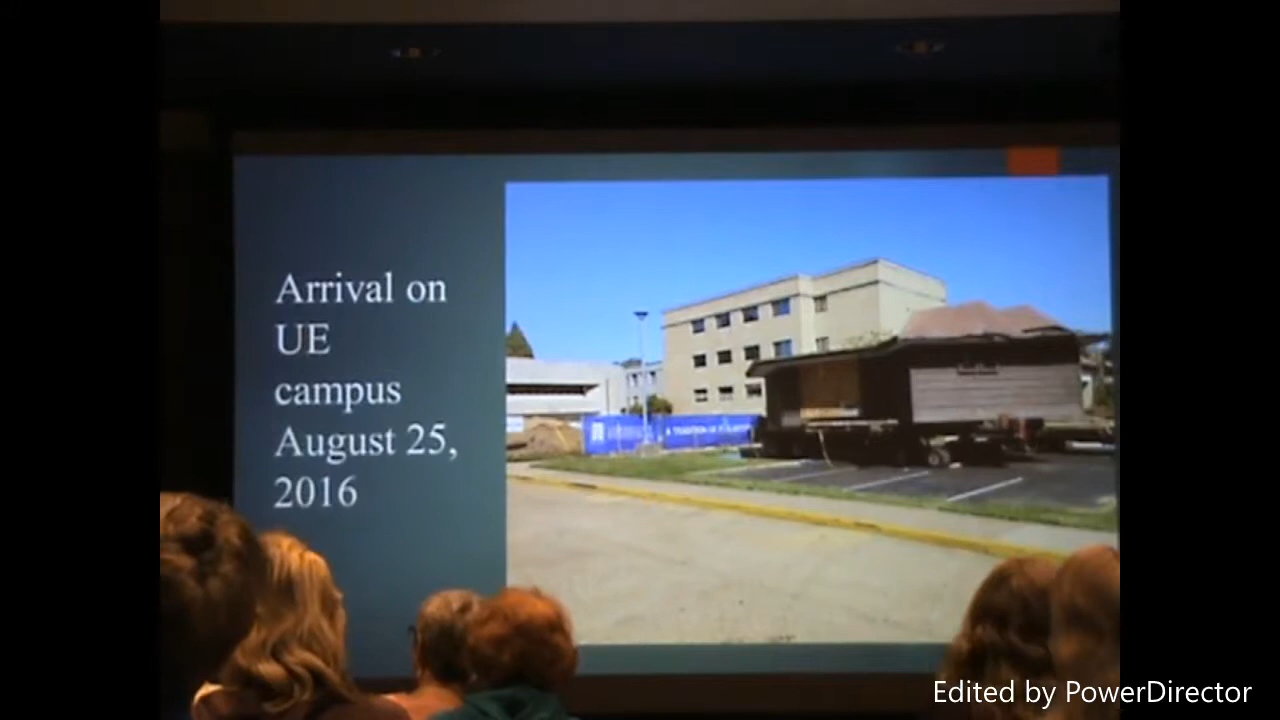 Arrival on
UE
campus
August 25,
2016
Edited by PowerDirector